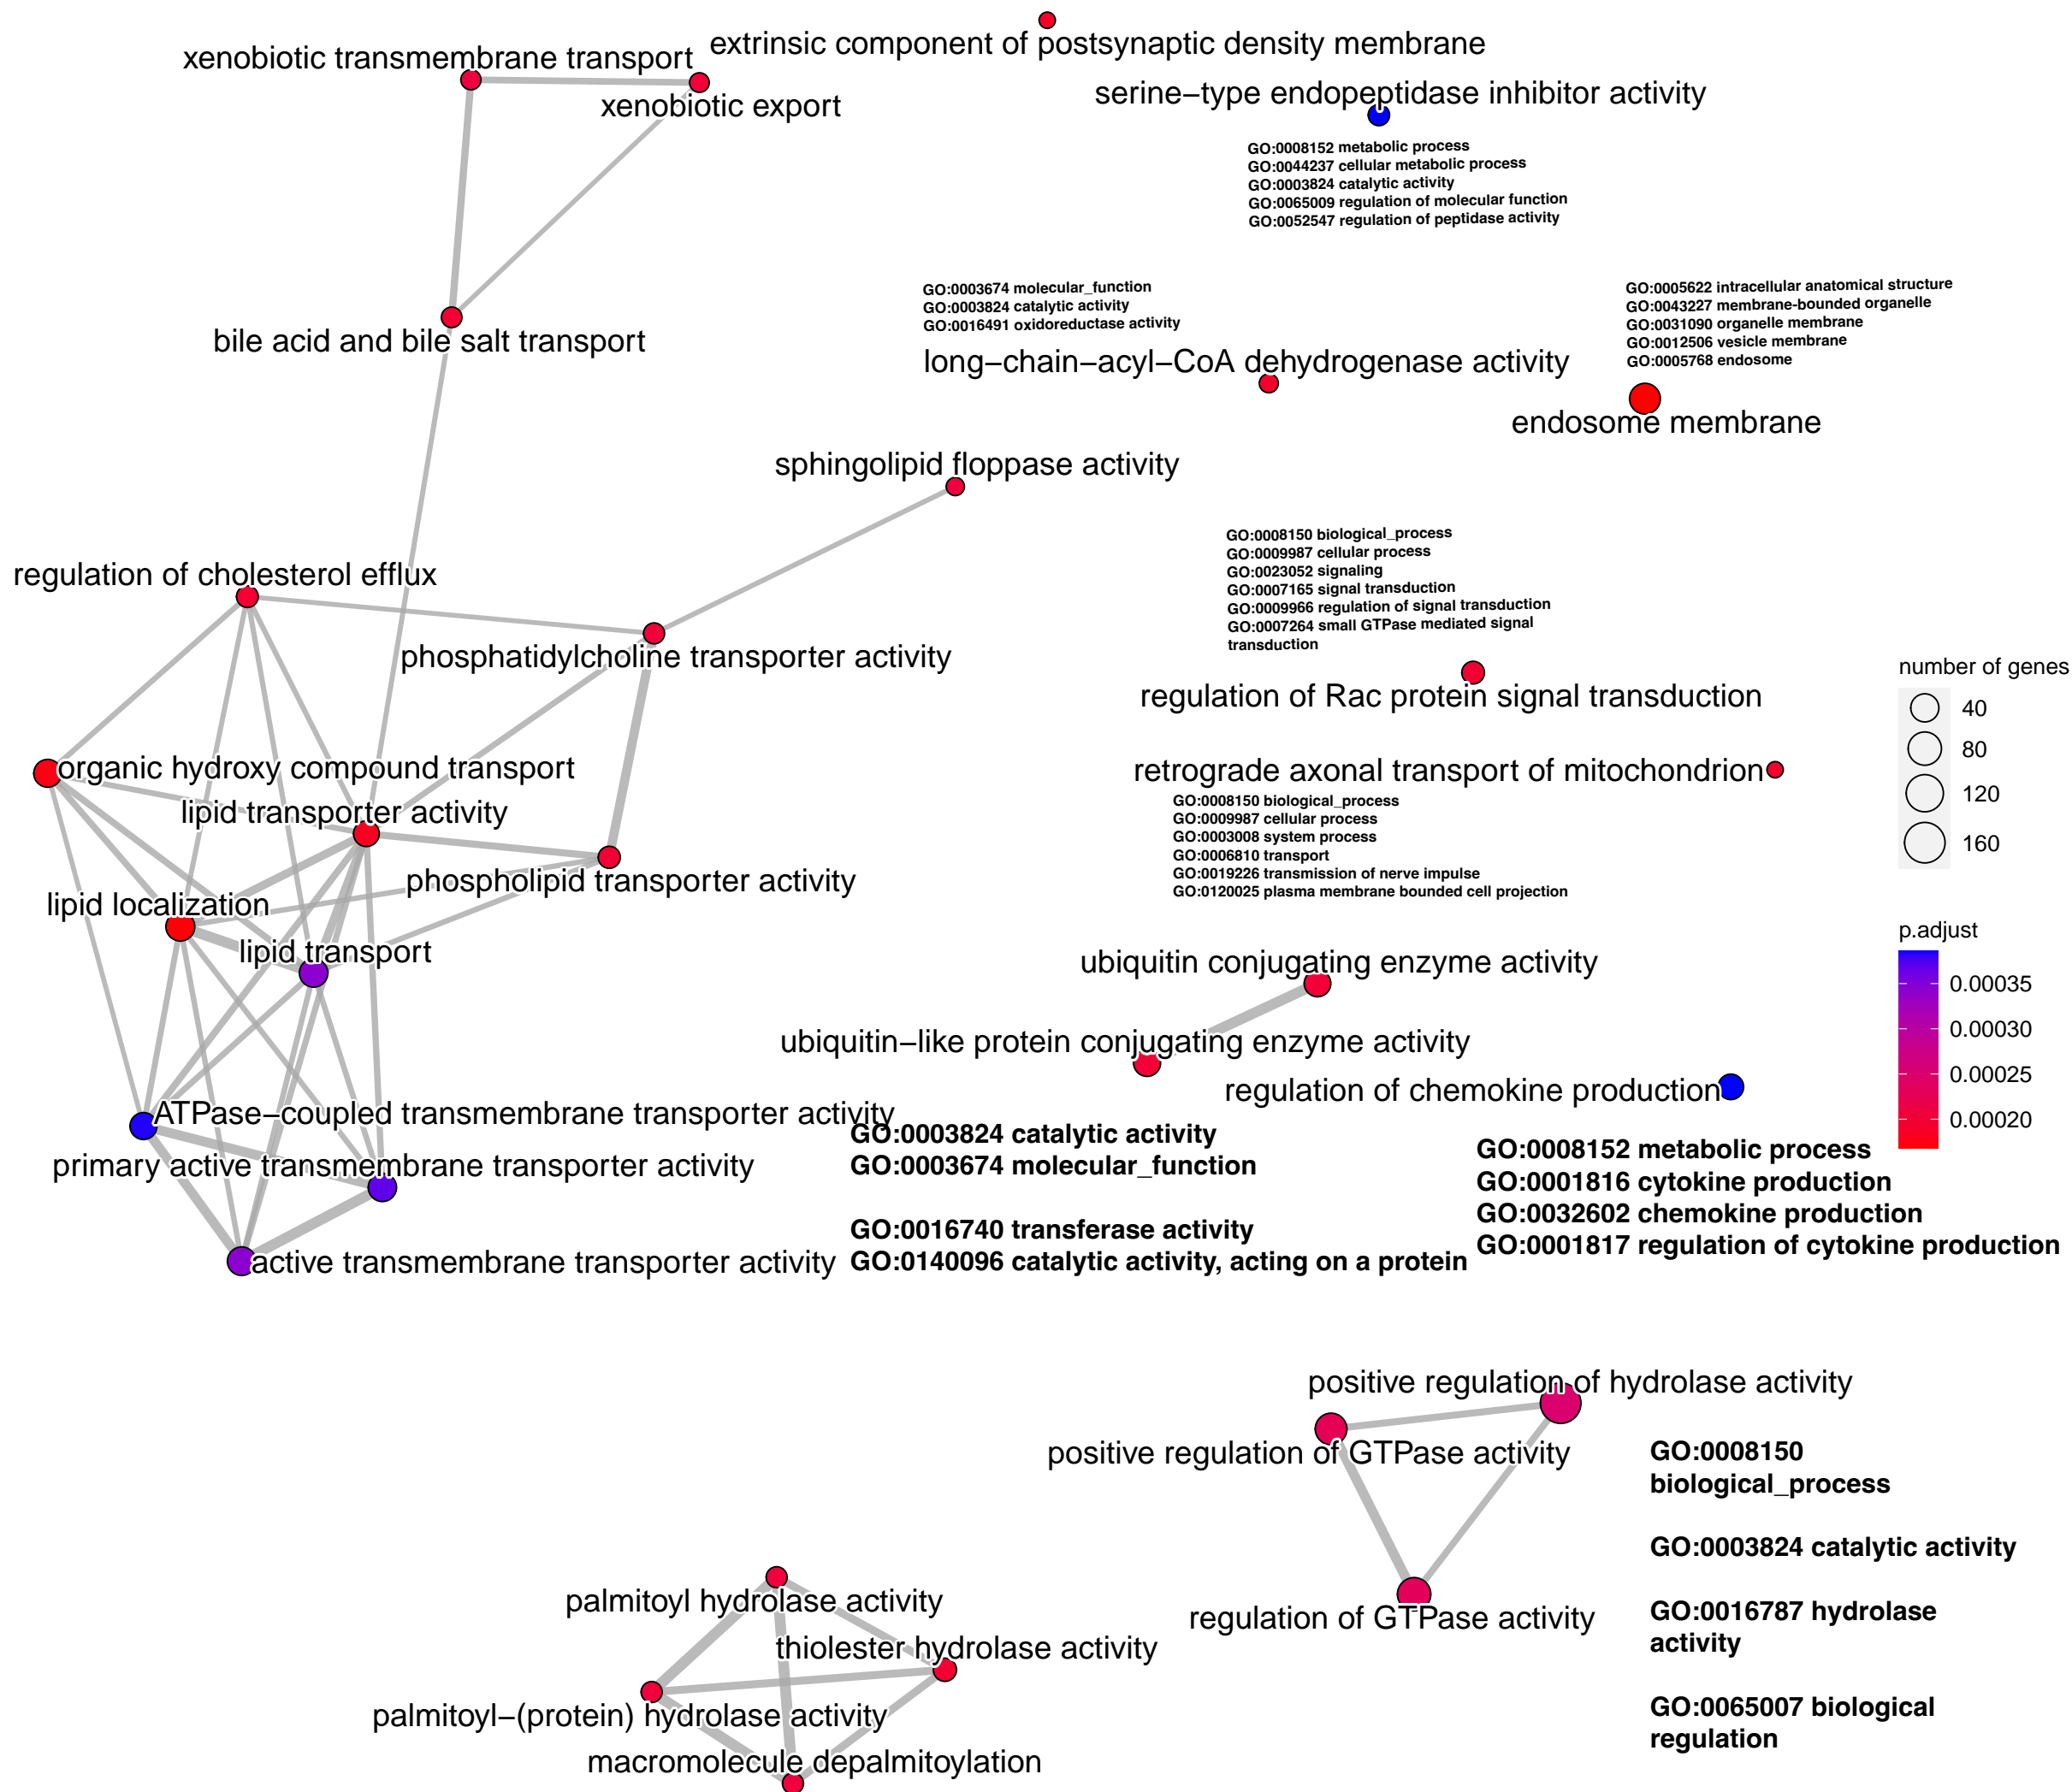 extrinsic component of postsynaptic density membrane
xenobiotic transmembrane transport
xenobiotic export
serine−type endopeptidase inhibitor activity
GO:0008152 metabolic process
GO:0044237 cellular metabolic process
GO:0003824 catalytic activity
GO:0065009 regulation of molecular function
GO:0052547 regulation of peptidase activity
bile acid and bile salt transport
GO:0003674 molecular_function
GO:0003824 catalytic activity
GO:0016491 oxidoreductase activity
long−chain−acyl−CoA dehydrogenase activity
GO:0005622 intracellular anatomical structure
GO:0043227 membrane-bounded organelle
GO:0031090 organelle membrane
GO:0012506 vesicle membrane
GO:0005768 endosome
endosome membrane
sphingolipid floppase activity
regulation of cholesterol efflux
phosphatidylcholine transporter activity
GO:0008150 biological_process
GO:0009987 cellular process
GO:0023052 signaling
GO:0007165 signal transduction
GO:0009966 regulation of signal transduction
GO:0007264 small GTPase mediated signal
transduction
regulation of Rac protein signal transduction
number of genes
40
80
120
160
organic hydroxy compound transport
lipid transporter activity
phospholipid transporter activity
lipid localization
lipid transport
retrograde axonal transport of mitochondrion
GO:0008150 biological_process
GO:0009987 cellular process
GO:0003008 system process
GO:0006810 transport
GO:0019226 transmission of nerve impulse
GO:0120025 plasma membrane bounded cell projection
p.adjust
0.00035
0.00030
0.00025
0.00020
ubiquitin conjugating enzyme activity
ubiquitin−like protein conjugating enzyme activity
regulation of chemokine production
ATPase−coupled transmembrane transporter activity
primary active transmembrane transporter activity
active transmembrane transporter activity
GO:0003824 catalytic activity
GO:0003674 molecular_function
GO:0016740 transferase activity
GO:0140096 catalytic activity, acting on a protein
GO:0008152 metabolic process
GO:0001816 cytokine production
GO:0032602 chemokine production
GO:0001817 regulation of cytokine production
positive regulation of hydrolase activity
positive regulation of GTPase activity
regulation of GTPase activity
GO:0008150
biological_process
GO:0003824 catalytic activity
GO:0016787 hydrolase
activity
GO:0065007 biological
regulation
palmitoyl hydrolase activity
thiolester hydrolase activity
palmitoyl−(protein) hydrolase activity
macromolecule depalmitoylation